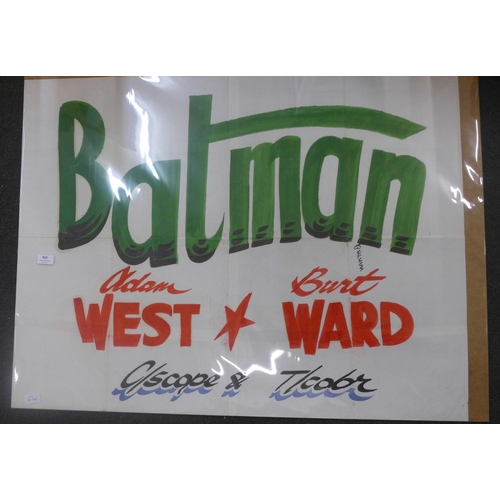 Batman
Adam Burt
WEST ★ WARD
C/scope & T/color